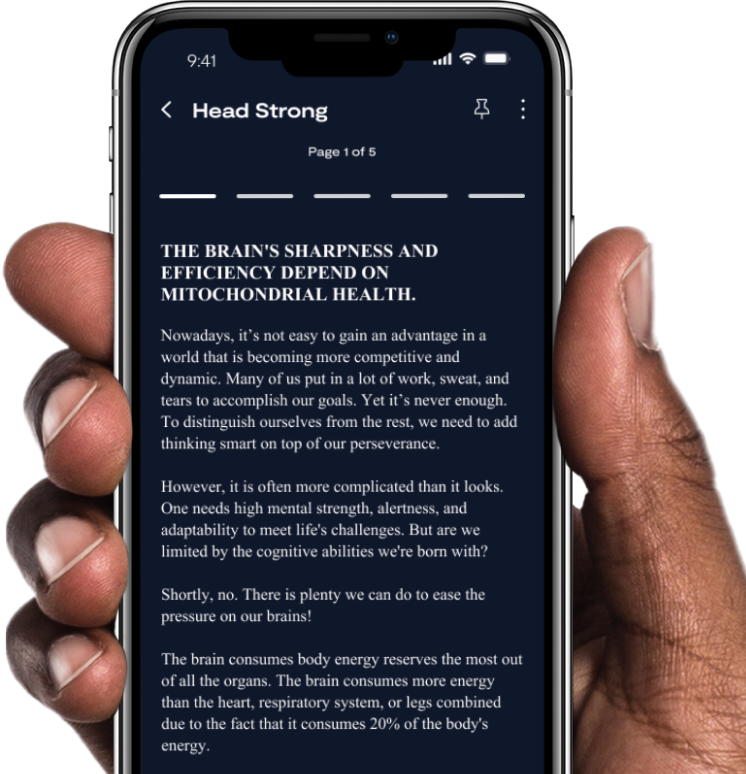 9:41
Head Strong
Page 1 of 5
THE BRAIN'S SHARPNESS AND
EFFICIENCY DEPEND ON
MITOCHONDRIAL HEALTH.
Nowadays, it’s not easy to gain an advantage in a
world that is becoming more competitive and
dynamic. Many of us put in a lot of work, sweat, and
tears to accomplish our goals. Yet it’s never enough.
To distinguish ourselves from the rest, we need to add
thinking smart on top of our perseverance.
However, it is often more complicated than it looks.
One needs high mental strength, alertness, and
adaptability to meet life's challenges. But are we
limited by the cognitive abilities we're born with?
Shortly, no. There is plenty we can do to ease the
pressure on our brains!
The brain consumes body energy reserves the most out
of all the organs. The brain consumes more energy
than the heart, respiratory system, or legs combined
due to the fact that it consumes 20% of the body's
energy.